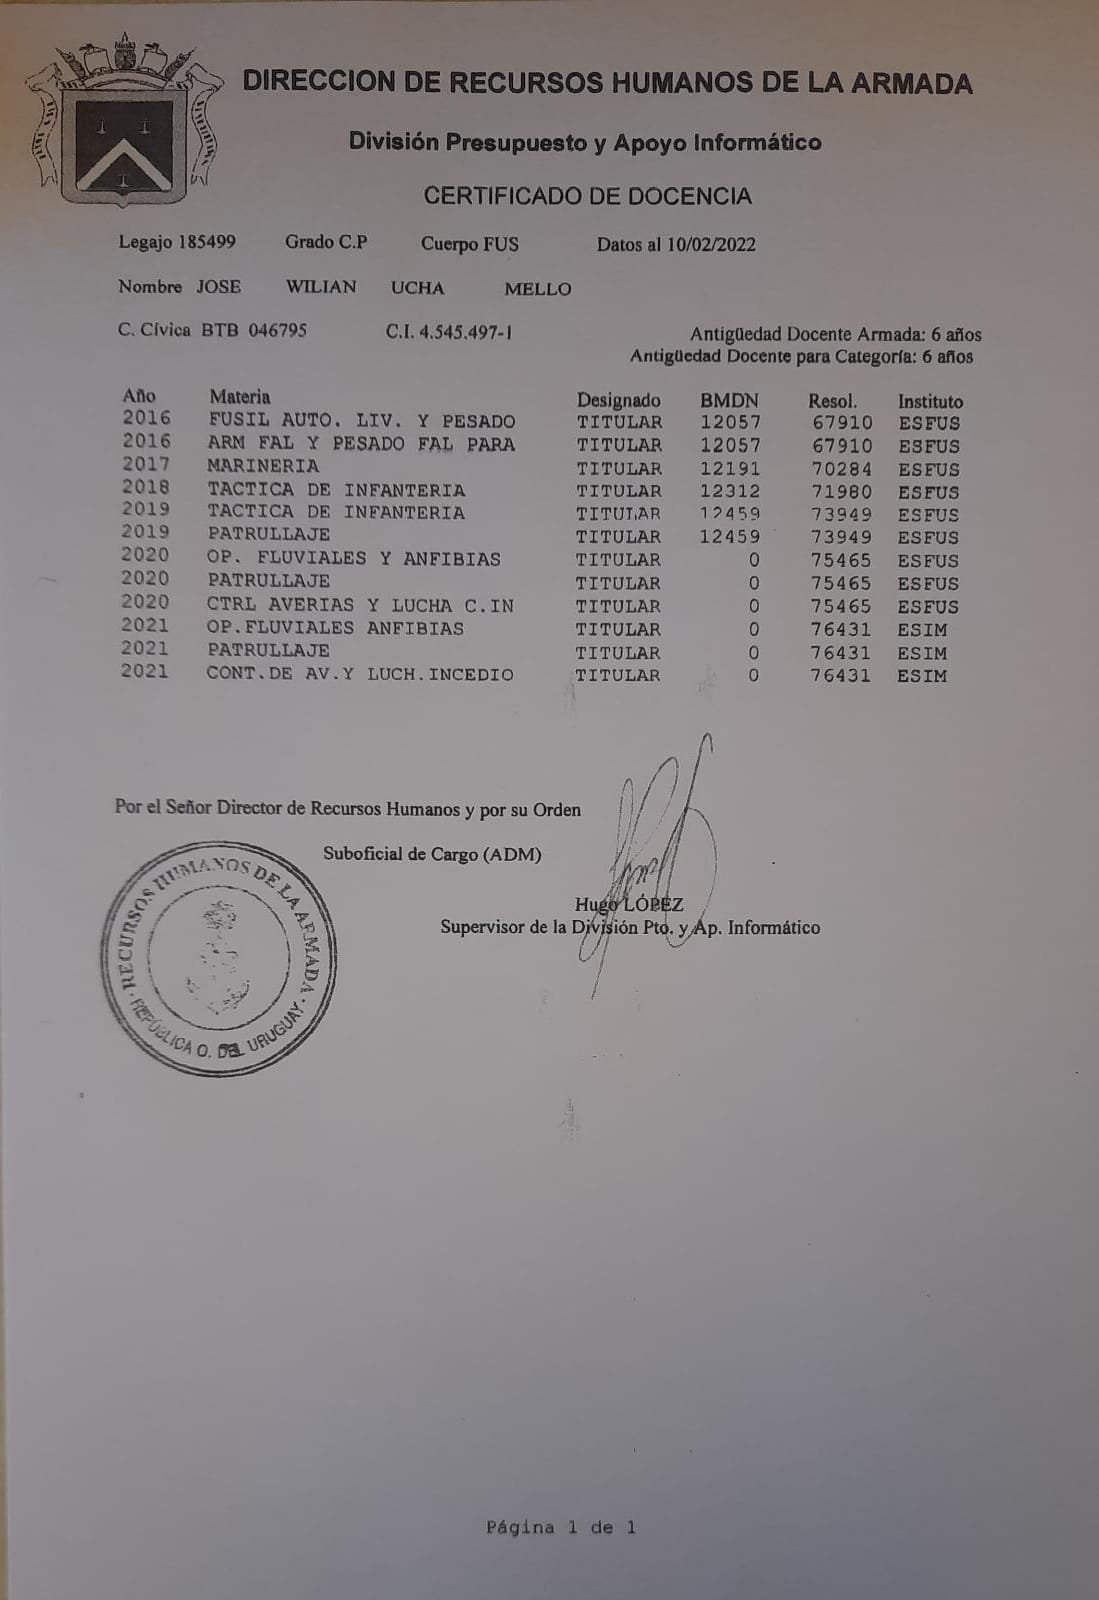 DIRECCION DE RECURSOS HUMANOS DE LA ARMADA
División Presupuesto y Apoyo Informático
CERTIFICADO DE DOCENCIA
Legajo 185499 Grado C.P Cuerpo FUS Datos al 10/02/2022
Nombre JOSE WILIAN UCHA MELLO
C. Cívica BTB 046795 C.I. 4.545.497-1 Antigüedad Docente Armada: 6 años
Antigüedad Docente para Categoría: 6 años
Año Materia Designado BMDN Resol. Instituto
2016 FUSIL AUTO. LIV. Y PESADO TITULAR 12057 67910 ESFUS
2016 ARM FAL Y PESADO FAL PARA TITULAR 12057 67910 ESFUS
2017 MARINERIA TITULAR 12191 70284 ESFUS
2018 TACTICA DE INFANTERIA TITULAR 12312 71980 ESFUS
2019 TACTICA DE INFANTERIA TITULAR 12459 73949 ESFUS
2019 PATRULLAJE TITULAR 12459 73949 ESFUS
2020 OP. FLUVIALES Y ANFIBIAS TITULAR 0 75465 ESFUS
2020 PATRULLAJE TITULAR 0 75465 ESFUS
2020 CTRL AVERIAS Y LUCHA C.IN TITULAR 0 75465 ESFUS
2021 OP.FLUVIALES ANFIBIAS TITULAR 0 76431 ESIM
2021 PATRULLAJE TITULAR 0 76431 ESIM
2021 CONT.DE AV.Y LUCH.INCEDIO TITULAR 0 76431 ESIM
Por el Señor Director de Recursos Humanos y por su Orden
Suboficial de Cargo (ADM)
Hugo LÓPEZ
Supervisor de la División Pto. y Ap. Informático
RECURSOS HUMANOS DE LA ARMADA
REPÚBLICA O. DEL URUGUAY
Página 1 de 1